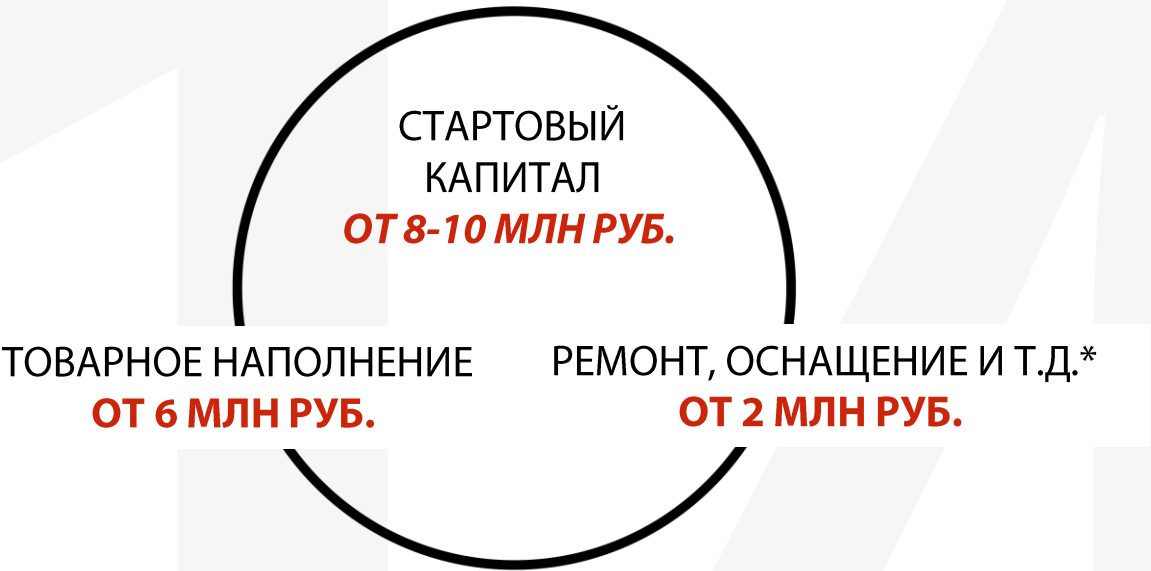 СТАРТОВЫЙ
КАПИТАЛ
ОТ 8-10 МЛН РУБ.
ТОВАРНОЕ НАПОЛНЕНИЕ
ОТ 6 МЛН РУБ.
РЕМОНТ, ОСНАЩЕНИЕ И Т.Д.*
ОТ 2 МЛН РУБ.